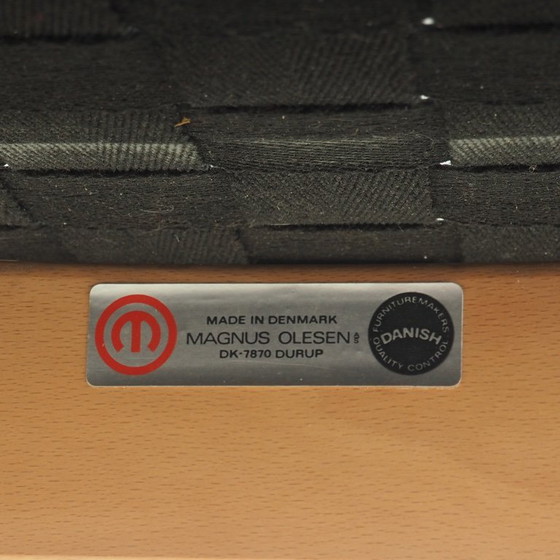 MADE IN DENMARK
MAGNUS OLESEN A/S
DK-7870 DURUP
FURNITUREMAKERS
DANISH
QUALITY CONTROL